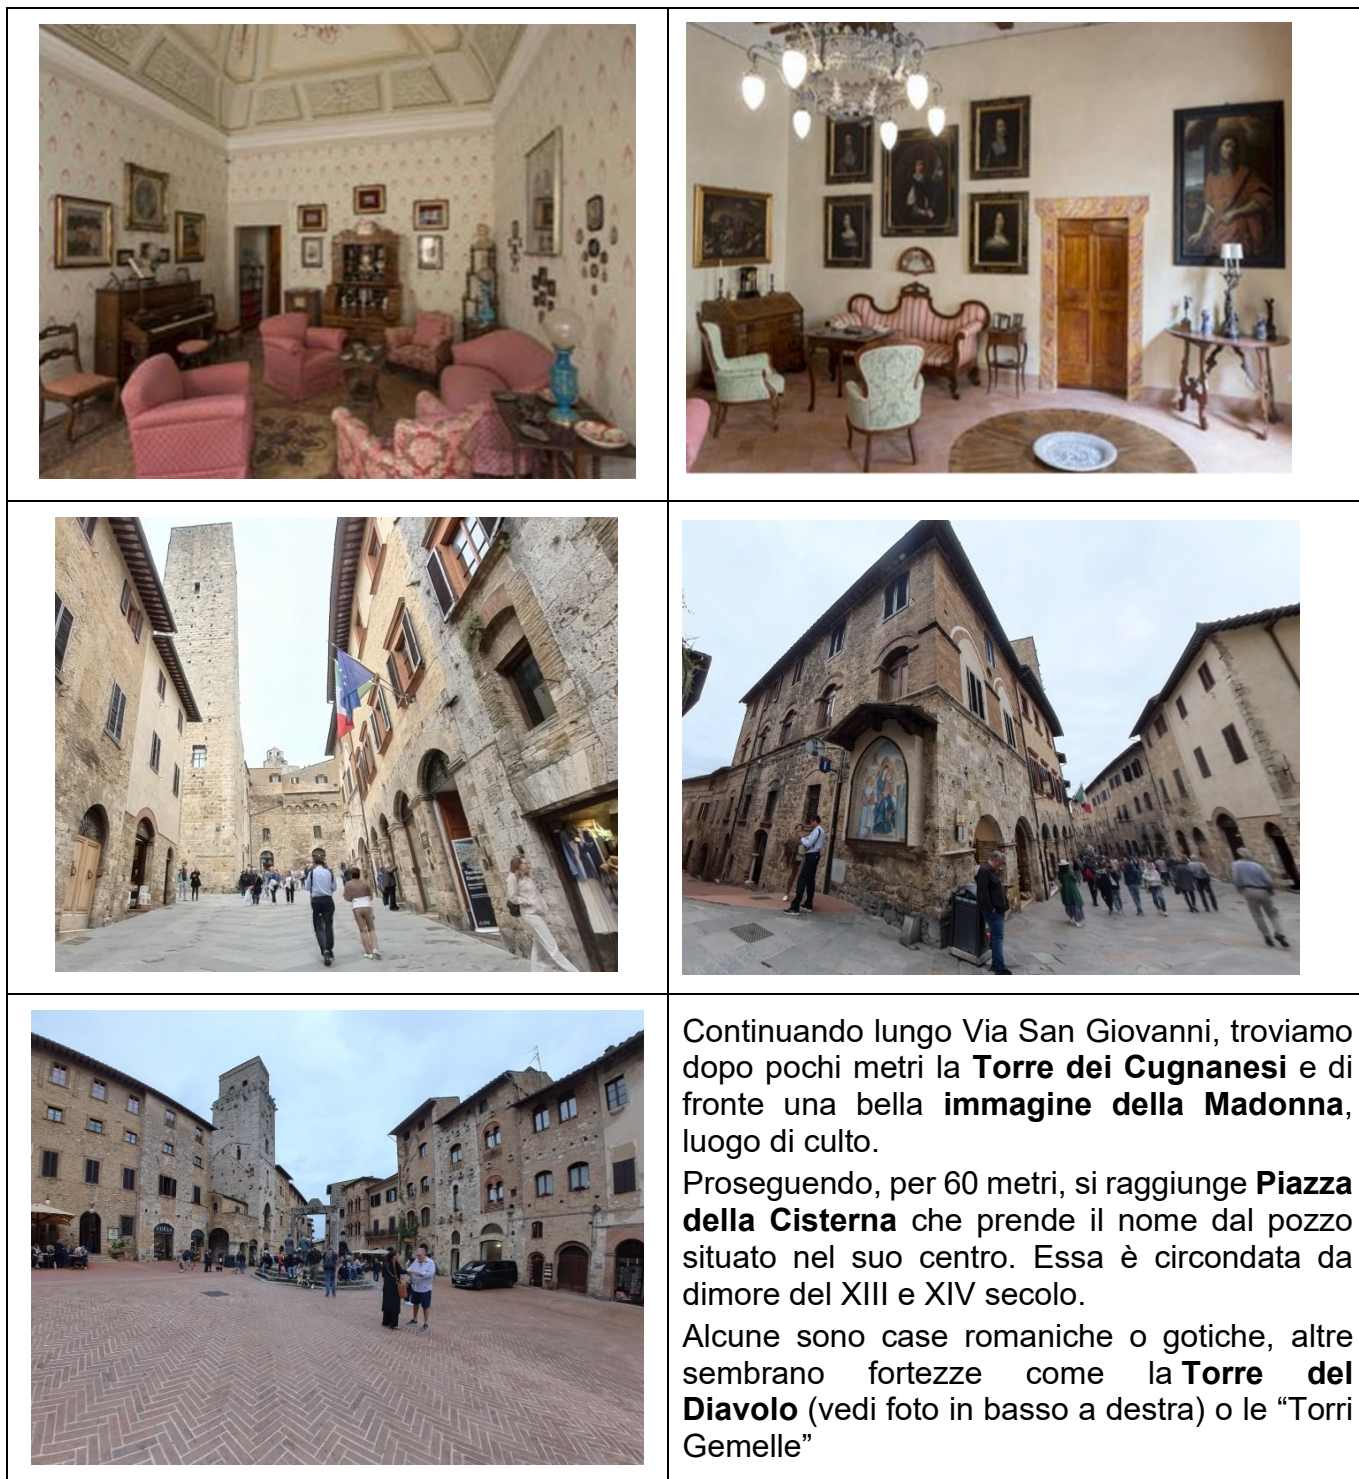 Continuando lungo Via San Giovanni, troviamo
dopo pochi metri la Torre dei Cugnanesi e di
fronte una bella immagine della Madonna,
luogo di culto.
Proseguendo, per 60 metri, si raggiunge Piazza
della Cisterna che prende il nome dal pozzo
situato nel suo centro. Essa è circondata da
dimore del XIII e XIV secolo.
Alcune sono case romaniche o gotiche, altre
sembrano fortezze come la Torre del
Diavolo (vedi foto in basso a destra) o le “Torri
Gemelle”